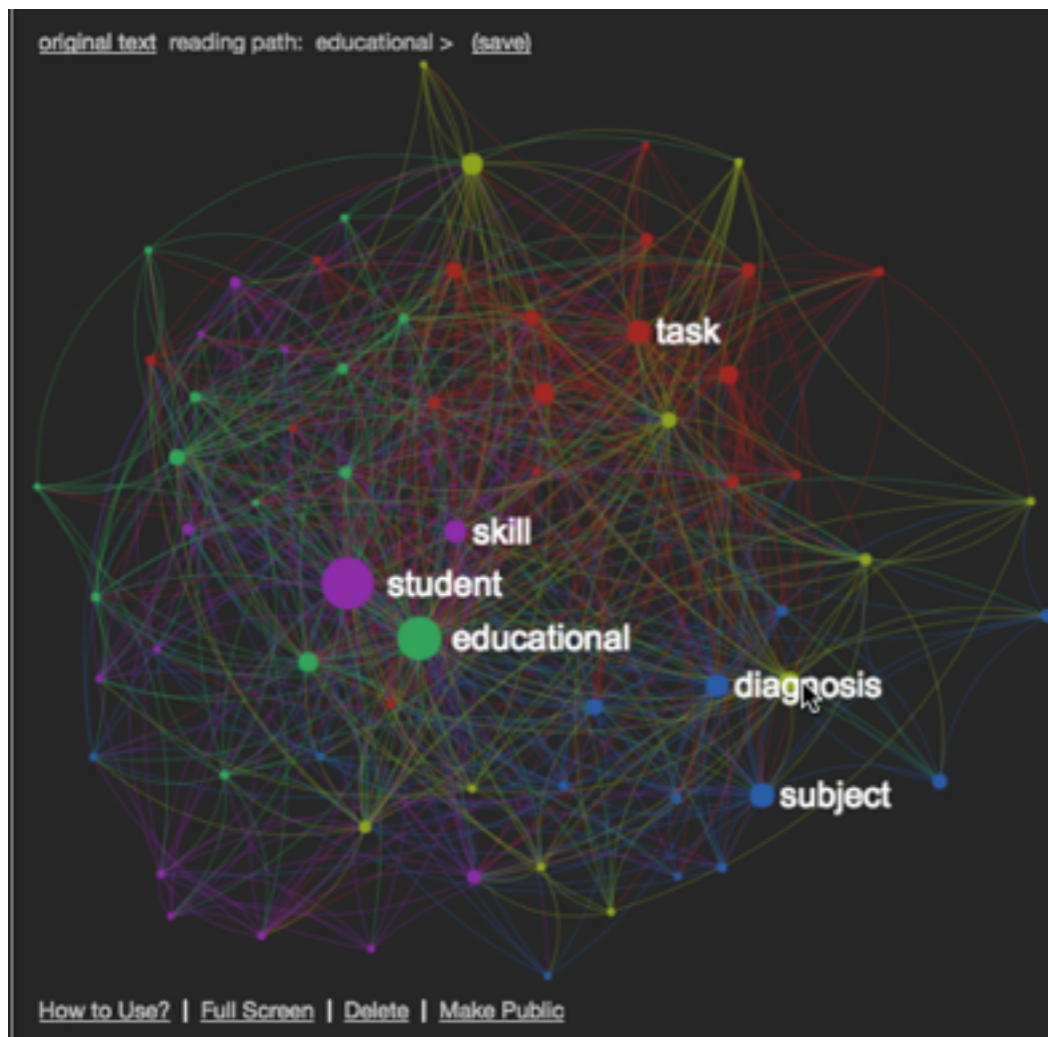 original text reading path: educational > (save)
task
skill
student
educational
diagnosis
subject
How to Use? | Full Screen | Delete | Make Public